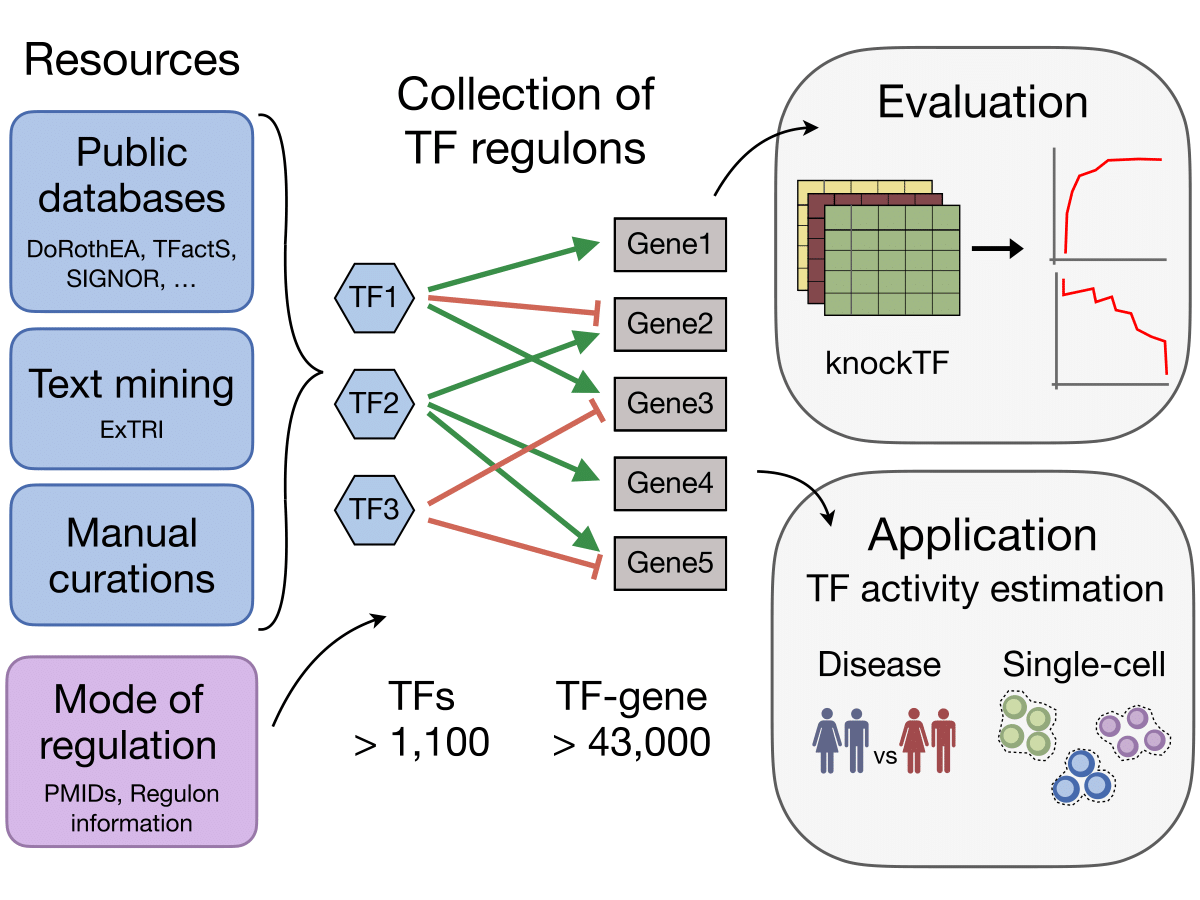 Resources
Public
databases
DoRothEA, TFactS,
SIGNOR, ...
Text mining
ExTRI
Manual
curations
Mode of
regulation
PMIDs, Regulon
information
Collection of
TF regulons
TF1
TF2
TF3
Gene1
Gene2
Gene3
Gene4
Gene5
TFs
> 1,100
TF-gene
> 43,000
Evaluation
knockTF
Application
TF activity estimation
Disease
vs
Single-cell